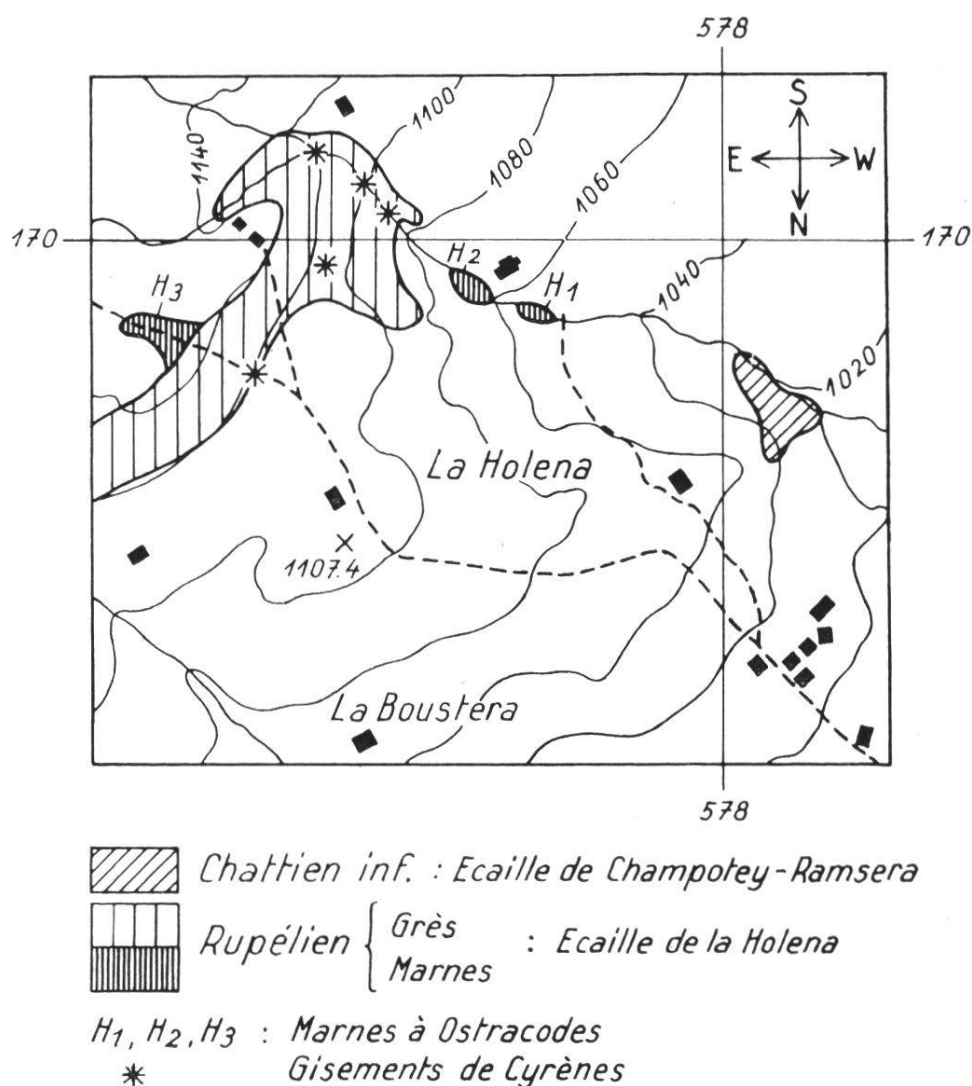 578
1100
S
1140
1080
E W
1060
N
170
170
H2
H3
H1
1040
1020
La Holena
1107.4
La Boustéra
578
Chattien inf. : Ecaille de Champotey-Ramsera
Rupélien { Grès
Marnes : Ecaille de la Holena
H1, H2, H3 : Marnes à Ostracodes
* Gisements de Cyrènes